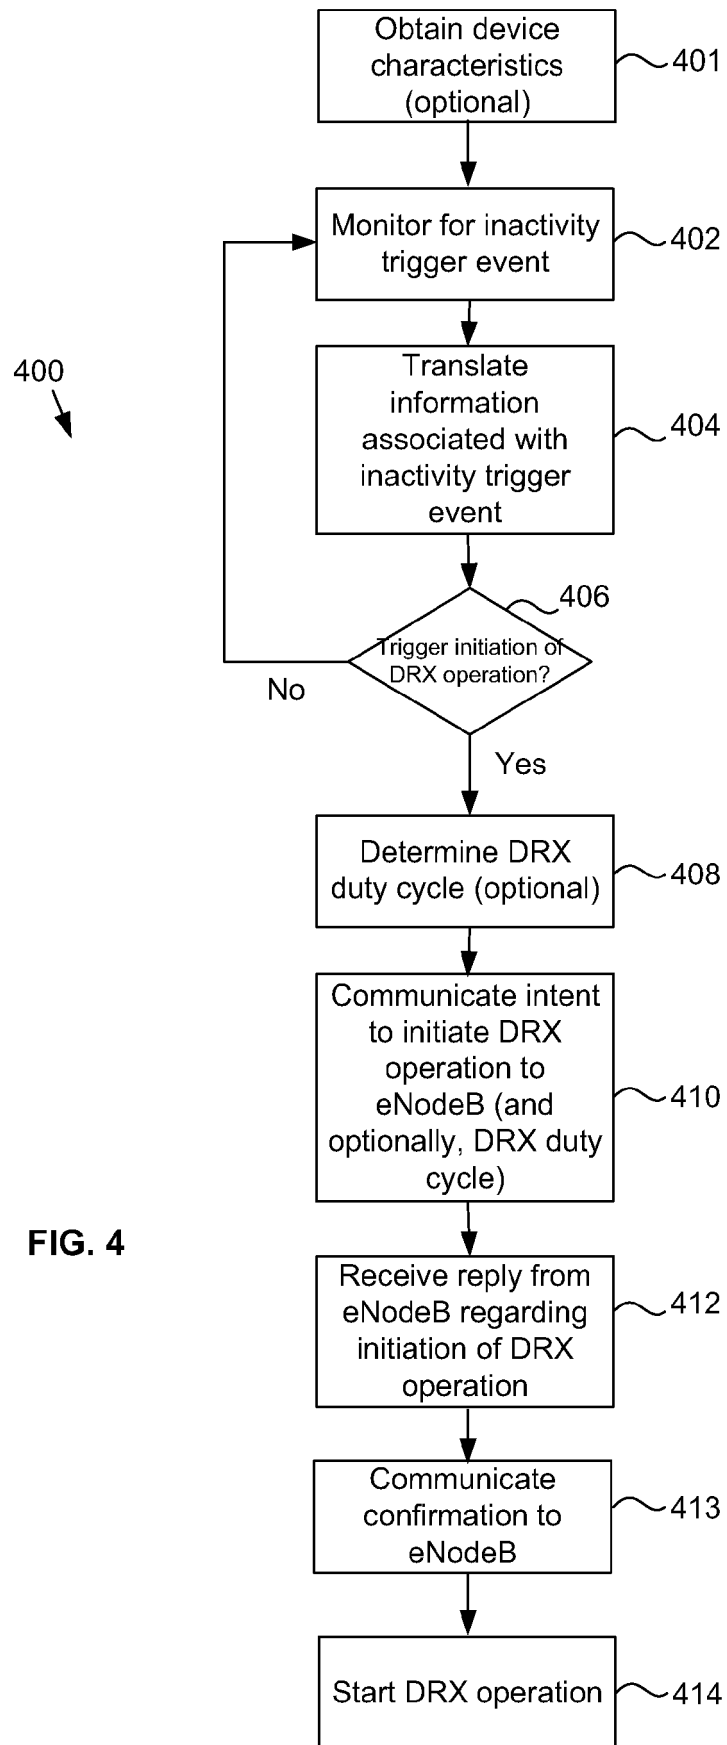 Obtain device
characteristics
(optional)
401
Monitor for inactivity
trigger event
402
400
Translate
information
associated with
inactivity trigger
event
404
406
Trigger initiation of
DRX operation?
No
Yes
Determine DRX
duty cycle (optional)
408
Communicate intent
to initiate DRX
operation to
eNodeB (and
optionally, DRX duty
cycle)
410
FIG. 4
Receive reply from
eNodeB regarding
initiation of DRX
operation
412
Communicate
confirmation to
eNodeB
413
Start DRX operation
414